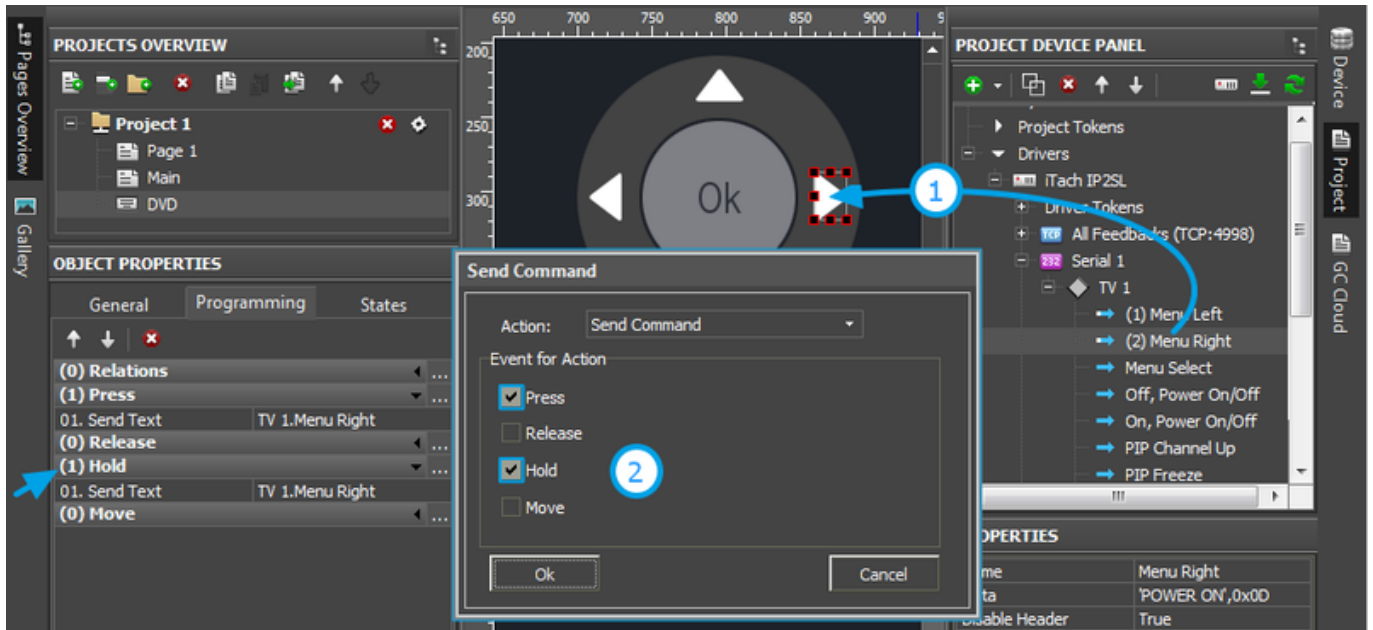 Pages Overview
Gallery
PROJECTS OVERVIEW
Project 1
Page 1
Main
DVD
OBJECT PROPERTIES
General Programming States
(0) Relations ...
(1) Press ...
01. Send Text TV 1.Menu Right
(0) Release ...
(1) Hold ...
01. Send Text TV 1.Menu Right
(0) Move ...
650 700 750 800 850 900 9
200
250
300
Ok
1
Send Command
Action: Send Command
Event for Action
Press
Release
Hold
2
Move
Ok Cancel
PROJECT DEVICE PANEL
Project Tokens
Drivers
iTach IP2SL
Driver Tokens
TCP All Feedbacks (TCP:4998)
232 Serial 1
TV 1
(1) Menu Left
(2) Menu Right
Menu Select
Off, Power On/Off
On, Power On/Off
PIP Channel Up
PIP Freeze
OPERTIES
me Menu Right
ta 'POWER ON',0x0D
Disable Header True
Device
Project
GC Cloud